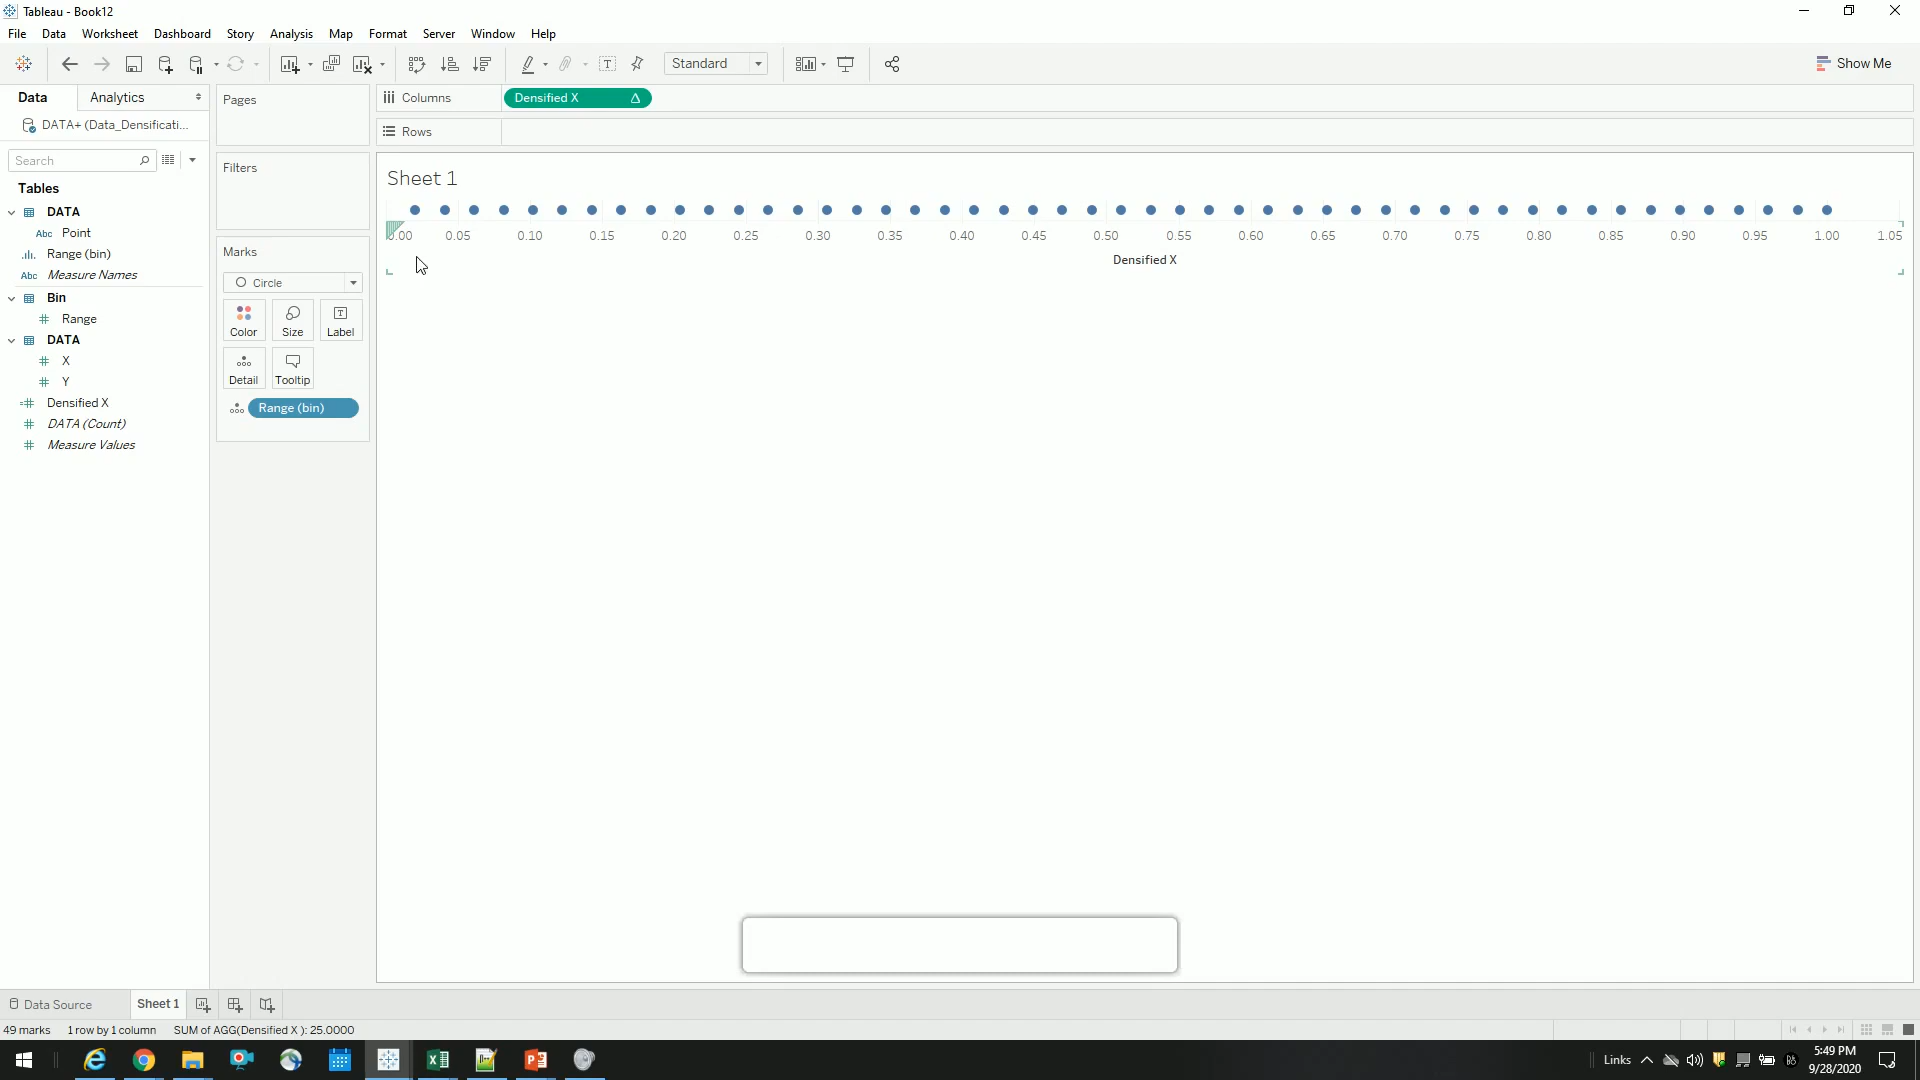 Tableau - Book12
File Data Worksheet Dashboard Story Analysis Map Format Server Window Help
Standard
Show Me
Data Analytics
DATA+ (Data_Densificati...
Search
Tables
DATA
Abc Point
Range (bin)
Abc Measure Names
Bin
Range
DATA
X
Y
Densified X
DATA (Count)
Measure Values
Pages
Filters
Marks
Circle
Color Size Label
Detail Tooltip
Range (bin)
Columns Densified X
Rows
Sheet 1
0.00 0.05 0.10 0.15 0.20 0.25 0.30 0.35 0.40 0.45 0.50 0.55 0.60 0.65 0.70 0.75 0.80 0.85 0.90 0.95 1.00 1.05
Densified X
Data Source Sheet 1
49 marks 1 row by 1 column SUM of AGG(Densified X ): 25.0000
Links
5:49 PM
9/28/2020